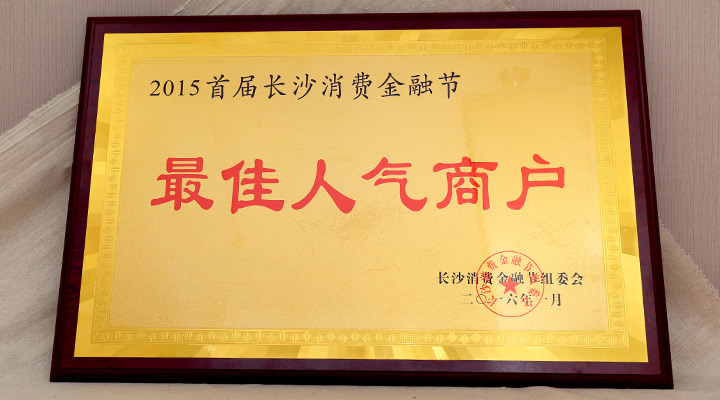 2015首届长沙消费金融节
最佳人气商户
长沙消费金融节组委会
二〇一六年一月